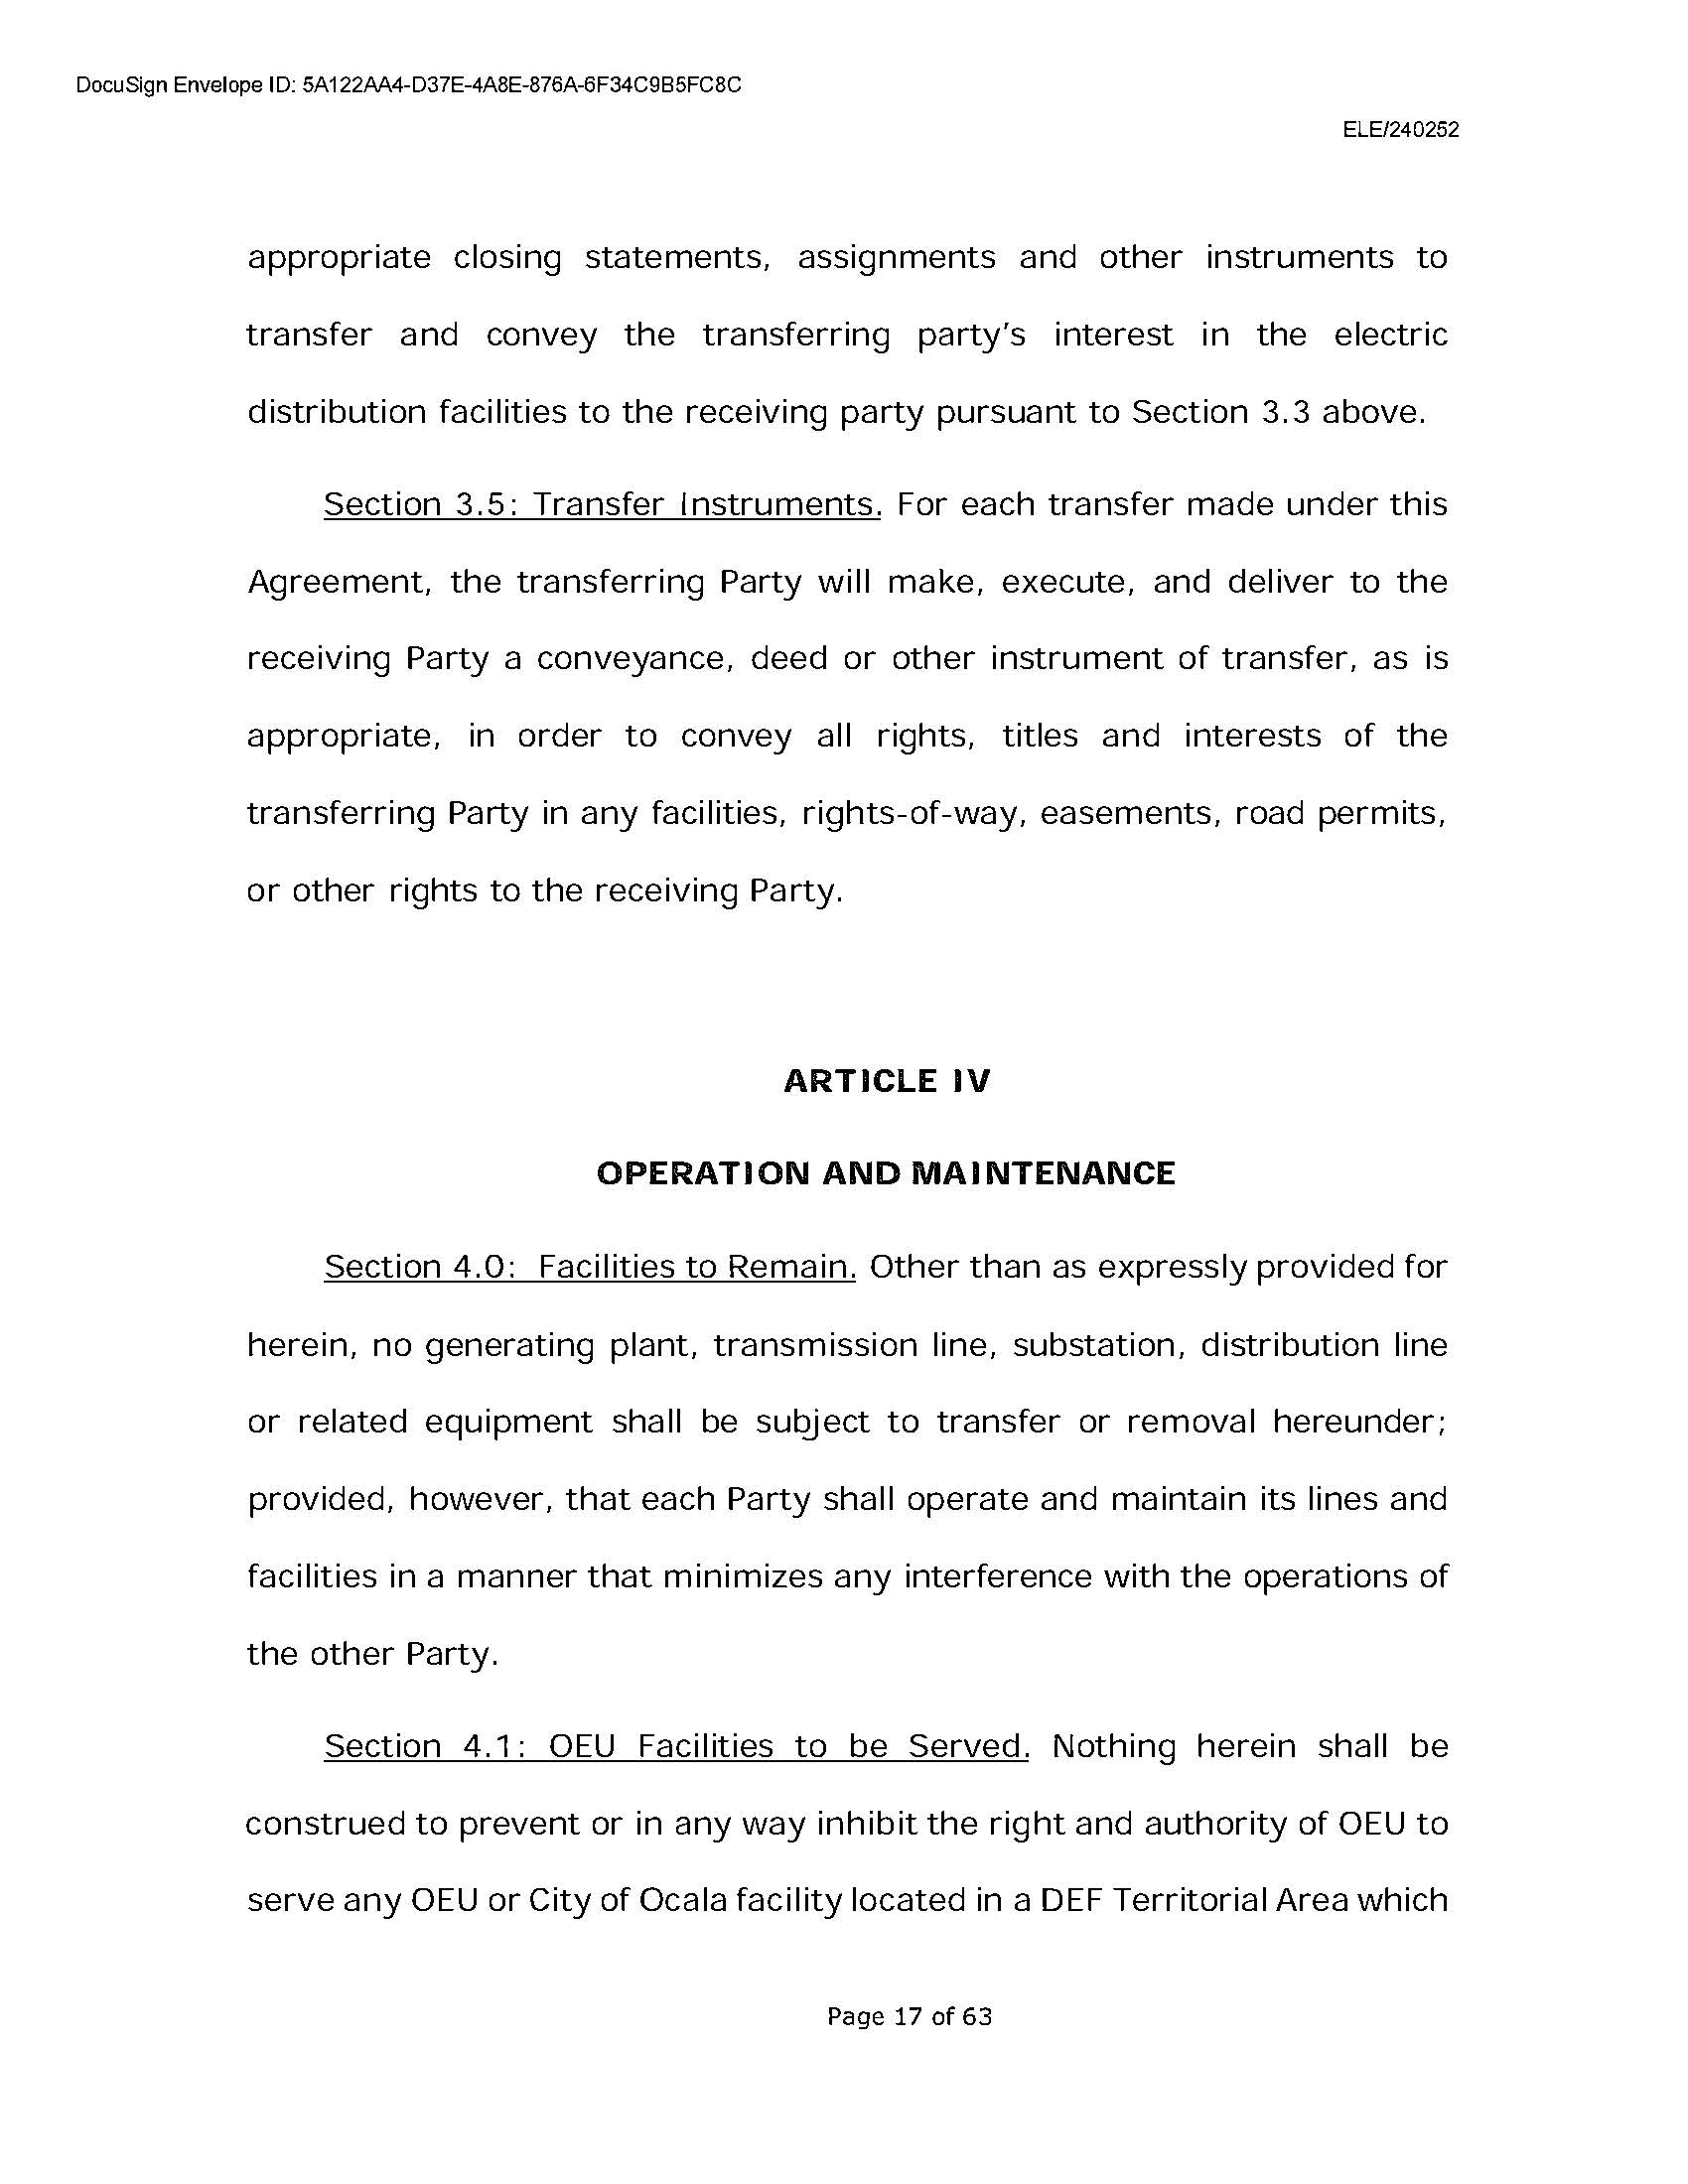 DocuSign Envelope ID: 5A122AA4-D37E-4A8E-876A-6F34C9B5FC8C
ELE/240252
appropriate closing statements, assignments and other instruments to
transfer and convey the transferring party's interest in the electric
distribution facilities to the receiving party pursuant to Section 3.3 above.
Section 3.5: Transfer Instruments. For each transfer made under this
Agreement, the transferring Party will make, execute, and deliver to the
receiving Party a conveyance, deed or other instrument of transfer, as is
appropriate, in order to convey all rights, titles and interests of the
transferring Party in any facilities, rights-of-way, easements, road permits,
or other rights to the receiving Party.
ARTICLE IV
OPERATION AND MAINTENANCE
Section 4.0: Facilities to Remain. Other than as expressly provided for
herein, no generating plant, transmission line, substation, distribution line
or related equipment shall be subject to transfer or removal hereunder;
provided, however, that each Party shall operate and maintain its lines and
facilities in a manner that minimizes any interference with the operations of
the other Party.
Section 4.1: OEU Facilities to be Served. Nothing herein shall be
construed to prevent or in any way inhibit the right and authority of OEU to
serve any OEU or City of Ocala facility located in a DEF Territorial Area which
Page 17 of 63